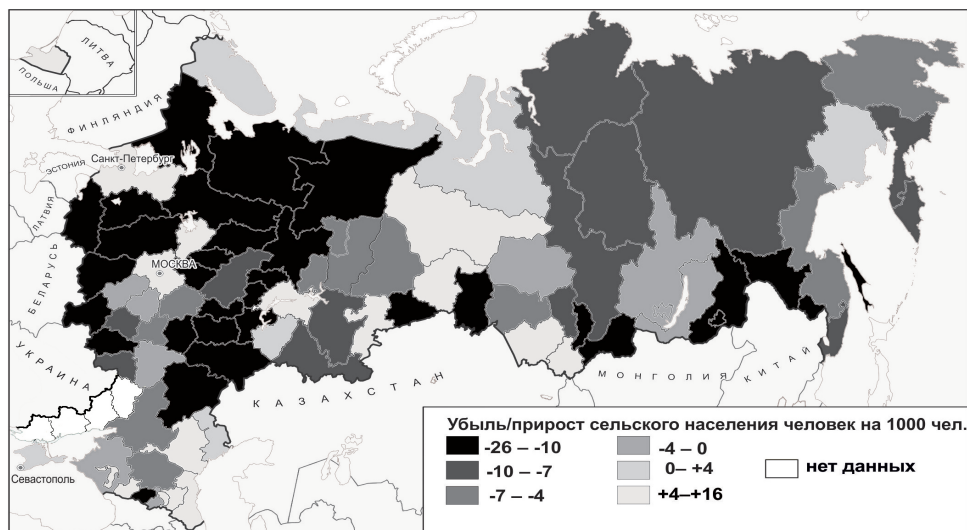 ЛИТВА
ПОЛЬША
ФИНЛЯНДИЯ
Санкт-Петербург
ЭСТОНИЯ
ЛАТВИЯ
МОСКВА
БЕЛАРУСЬ
УКРАИНА
КАЗАХСТАН
МОНГОЛИЯ
КИТАЙ
Севастополь
Убыль/прирост сельского населения человек на 1000 чел.
-26 – -10
-4 – 0
-10 – -7
0– +4
нет данных
-7 – -4
+4–+16